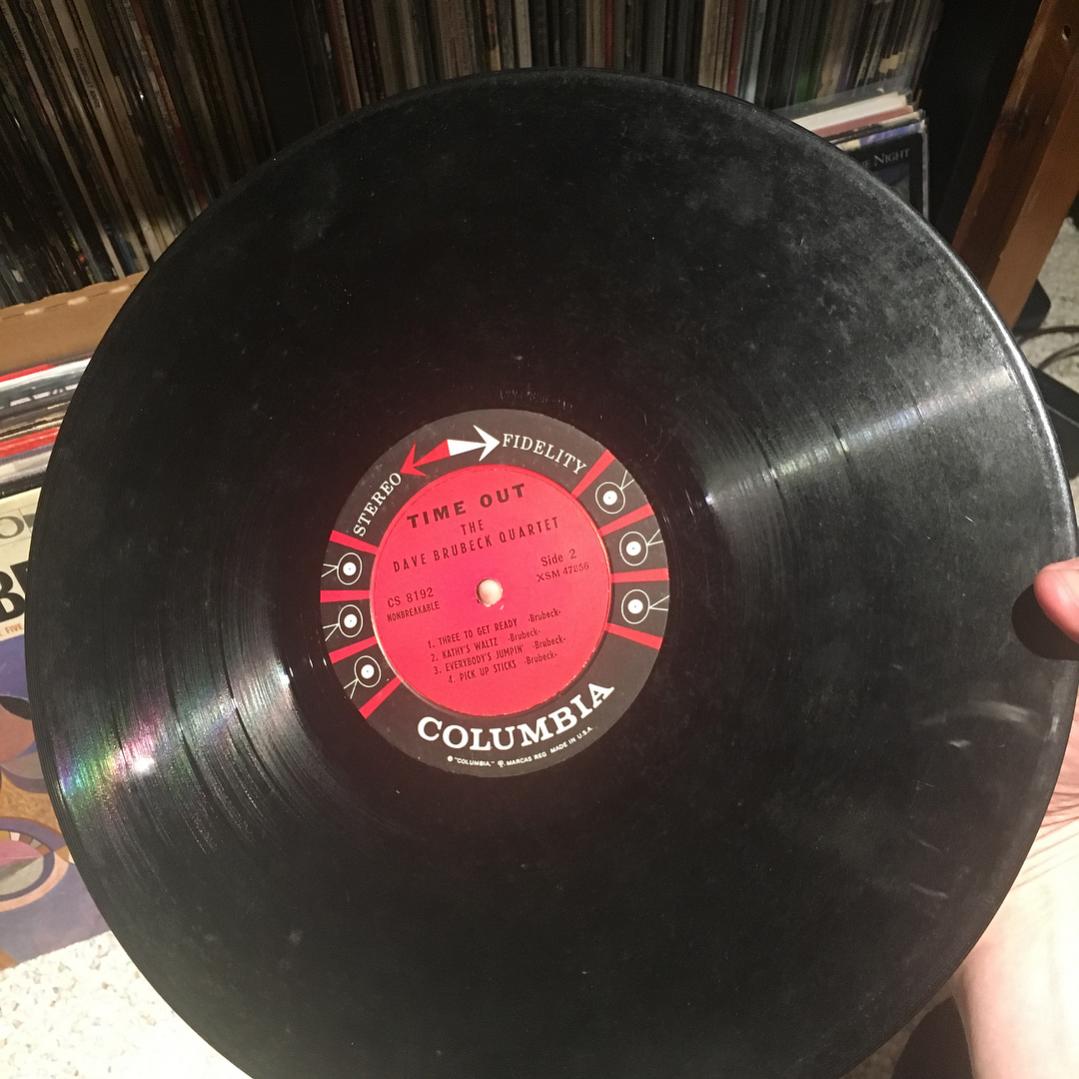 STEREO FIDELITY
TIME OUT
THE
DAVE BRUBECK QUARTET
CS 8192
NONBREAKABLE
Side 2
XSM 47856
1. THREE TO GET READY -Brubeck-
2. KATHY'S WALTZ -Brubeck-
3. EVERYBODY'S JUMPIN' -Brubeck-
4. PICK UP STICKS -Brubeck-
COLUMBIA
® "COLUMBIA," ℗ MARCAS REG MADE IN U.S.A.
NIGHT